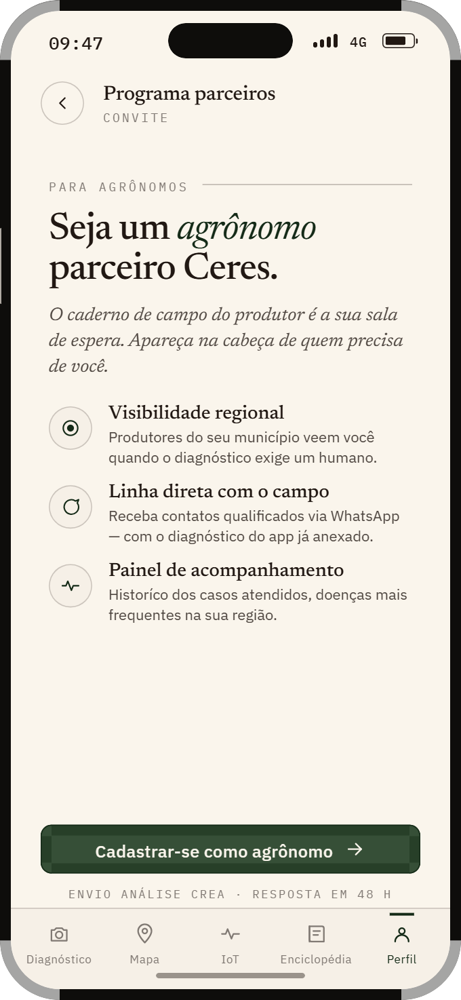 09:47
4G
Programa parceiros
CONVITE
PARA AGRÔNOMOS
Seja um agrônomo
parceiro Ceres.
O caderno de campo do produtor é a sua sala
de espera. Apareça na cabeça de quem precisa
de você.
Visibilidade regional
Produtores do seu município veem você
quando o diagnóstico exige um humano.
Linha direta com o campo
Receba contatos qualificados via WhatsApp
— com o diagnóstico do app já anexado.
Painel de acompanhamento
Historíco dos casos atendidos, doenças mais
frequentes na sua região.
Cadastrar-se como agrônomo →
ENVIO ANÁLISE CREA · RESPOSTA EM 48 H
Diagnóstico Mapa IoT Enciclopédia Perfil